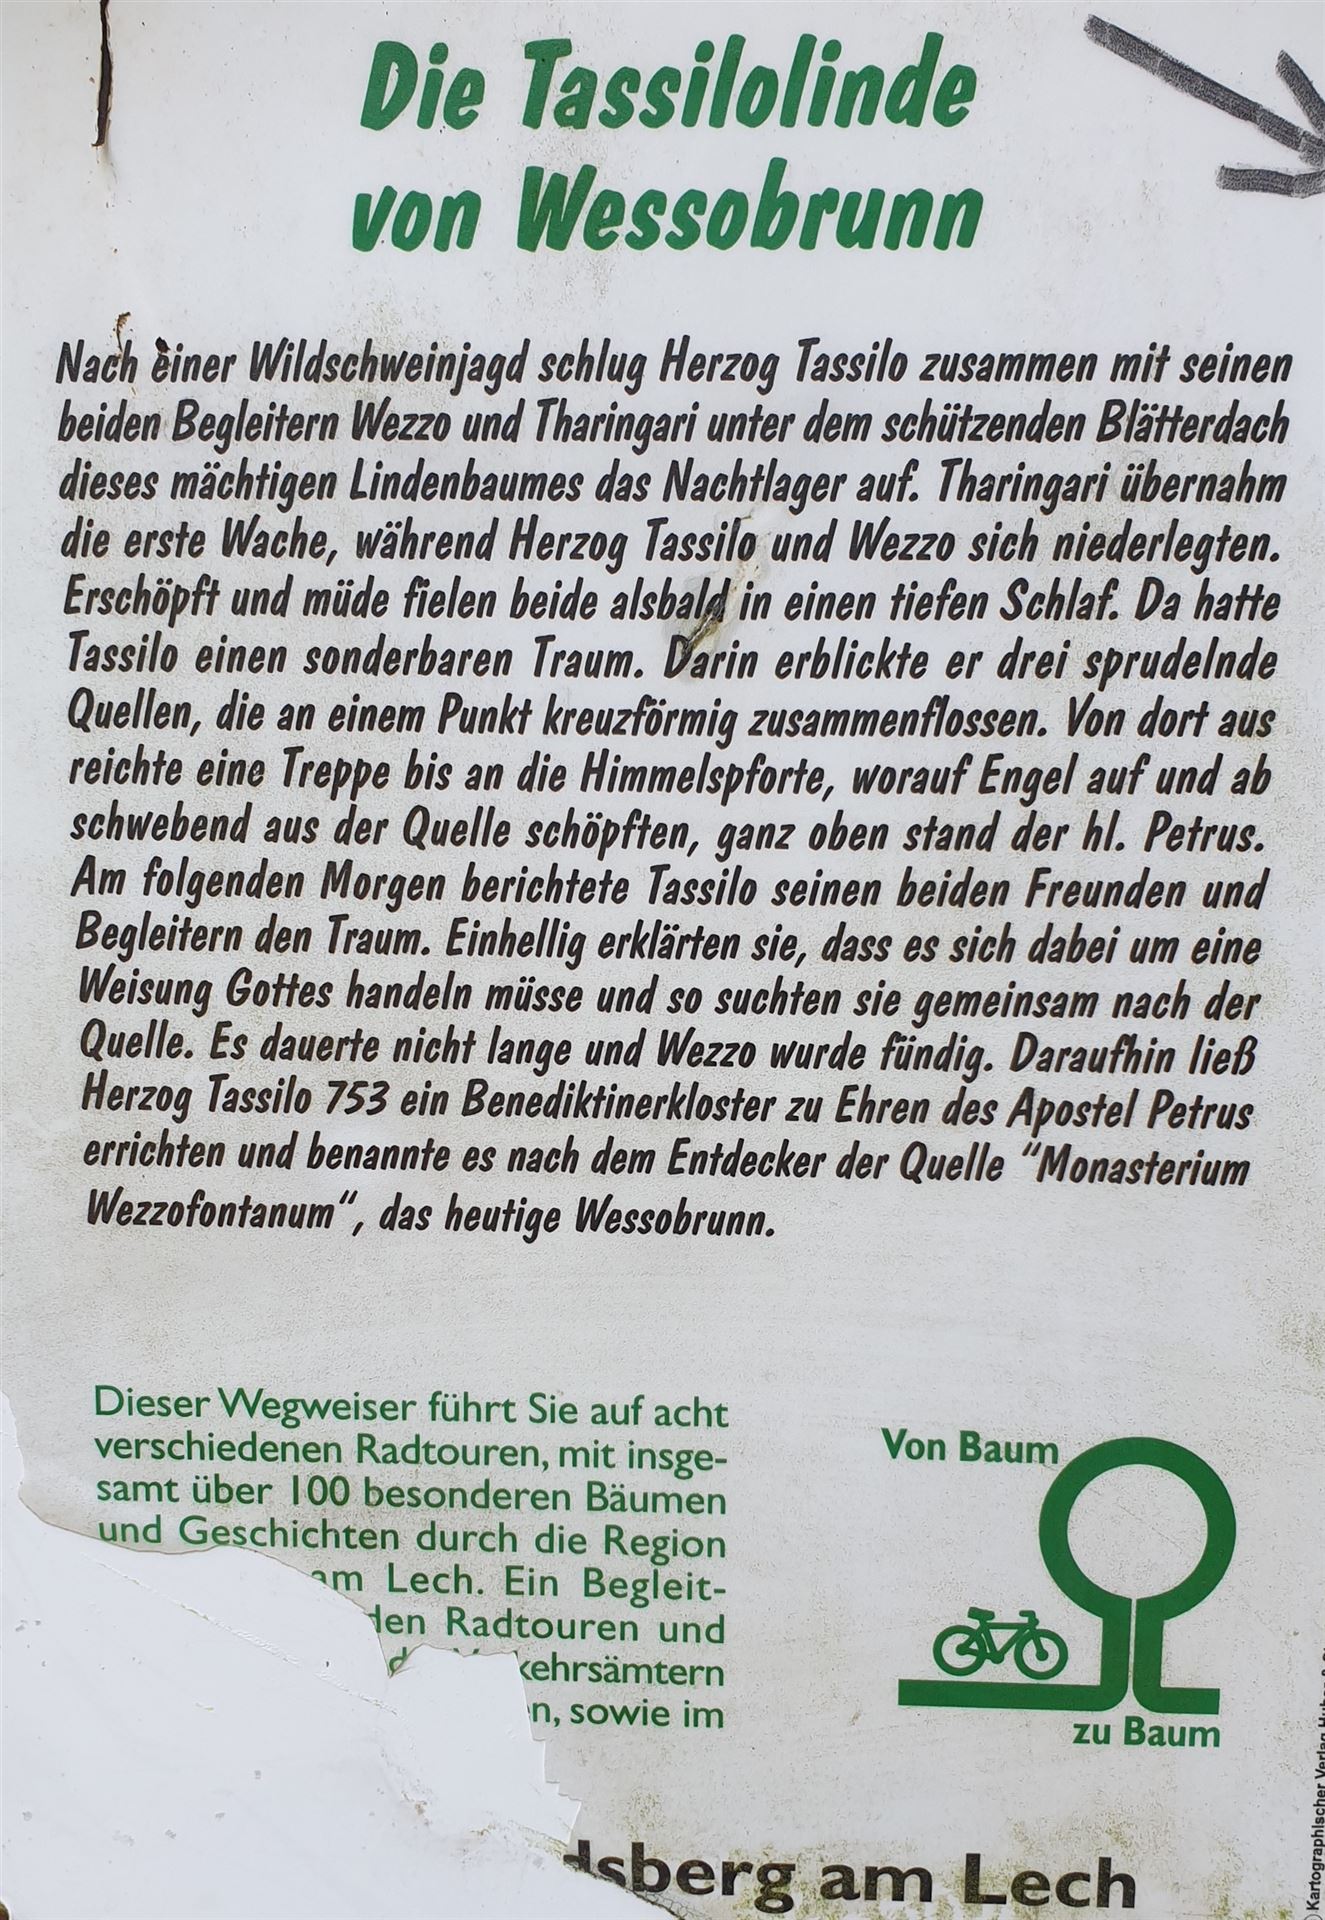 Die Tassilolinde
von Wessobrunn
Nach einer Wildschweinjagd schlug Herzog Tassilo zusammen mit seinen
beiden Begleitern Wezzo und Tharingari unter dem schützenden Blätterdach
dieses mächtigen Lindenbaumes das Nachtlager auf. Tharingari übernahm
die erste Wache, während Herzog Tassilo und Wezzo sich niederlegten.
Erschöpft und müde fielen beide alsbald in einen tiefen Schlaf. Da hatte
Tassilo einen sonderbaren Traum. Darin erblickte er drei sprudelnde
Quellen, die an einem Punkt kreuzförmig zusammenflossen. Von dort aus
reichte eine Treppe bis an die Himmelspforte, worauf Engel auf und ab
schwebend aus der Quelle schöpften, ganz oben stand der hl. Petrus.
Am folgenden Morgen berichtete Tassilo seinen beiden Freunden und
Begleitern den Traum. Einhellig erklärten sie, dass es sich dabei um eine
Weisung Gottes handeln müsse und so suchten sie gemeinsam nach der
Quelle. Es dauerte nicht lange und Wezzo wurde fündig. Daraufhin ließ
Herzog Tassilo 753 ein Benediktinerkloster zu Ehren des Apostel Petrus
errichten und benannte es nach dem Entdecker der Quelle “Monasterium
Wezzofontanum“, das heutige Wessobrunn.
Dieser Wegweiser führt Sie auf acht
verschiedenen Radtouren, mit insge-
samt über 100 besonderen Bäumen
und Geschichten durch die Region
am Lech. Ein Begleit-
den Radtouren und
kehrsämtern
n, sowie im
Von Baum
zu Baum
dsberg am Lech
Kartographischer Verlag